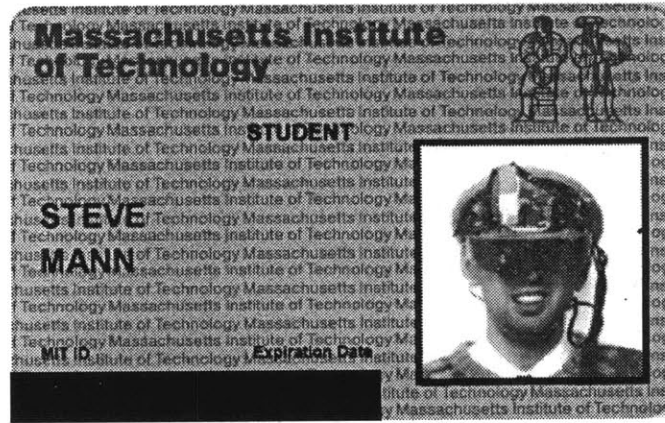 Massachusetts Institute
of Technology
STUDENT
STEVE
MANN
MIT ID
Expiration Date